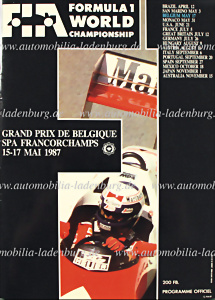 FIA
FORMULA 1
WORLD
CHAMPIONSHIP
BRAZIL APRIL 12
SAN MARINO MAY 3
BELGIUM MAY 17
MONACO MAY 31
U.S.A. JUNE 21
FRANCE JULY 5
GREAT BRITAIN JULY 12
GERMANY JULY 26
HUNGARY AUGUST 9
AUSTRIA AUGUST 16
ITALY SEPTEMBER 6
PORTUGAL SEPTEMBER 20
SPAIN SEPTEMBER 27
MEXICO OCTOBER 18
JAPAN NOVEMBER 1
AUSTRALIA NOVEMBER 15
www.automobilia-ladenburg.de
Ma
GRAND PRIX DE BELGIQUE
SPA FRANCORCHAMPS
15-17 MAI 1987
www.automobilia-ladenburg.de
www.automobilia-ladenburg.de
200 FB.
PROGRAMME OFFICIEL